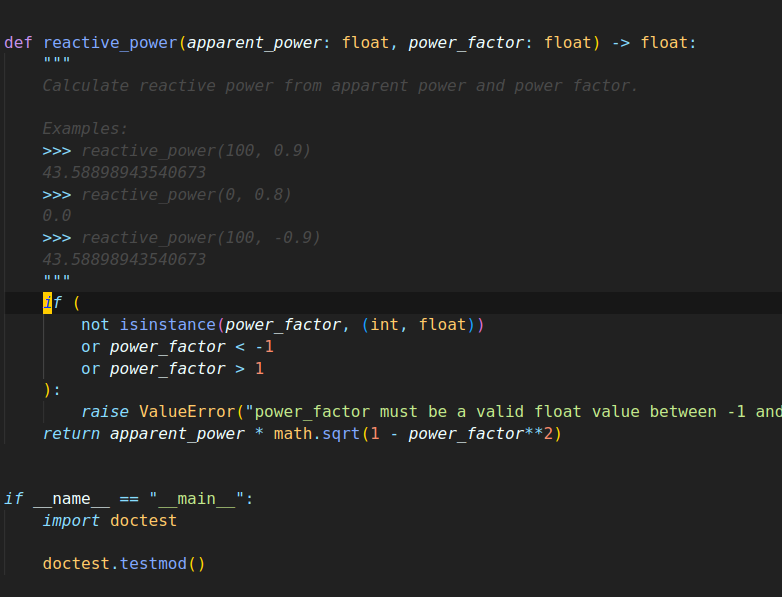 def reactive_power(apparent_power: float, power_factor: float) -> float:
    """
    Calculate reactive power from apparent power and power factor.

    Examples:
    >>> reactive_power(100, 0.9)
    43.58898943540673
    >>> reactive_power(0, 0.8)
    0.0
    >>> reactive_power(100, -0.9)
    43.58898943540673
    """
    if (
        not isinstance(power_factor, (int, float))
        or power_factor < -1
        or power_factor > 1
    ):
        raise ValueError("power_factor must be a valid float value between -1 and
    return apparent_power * math.sqrt(1 - power_factor**2)


if __name__ == "__main__":
    import doctest

    doctest.testmod()